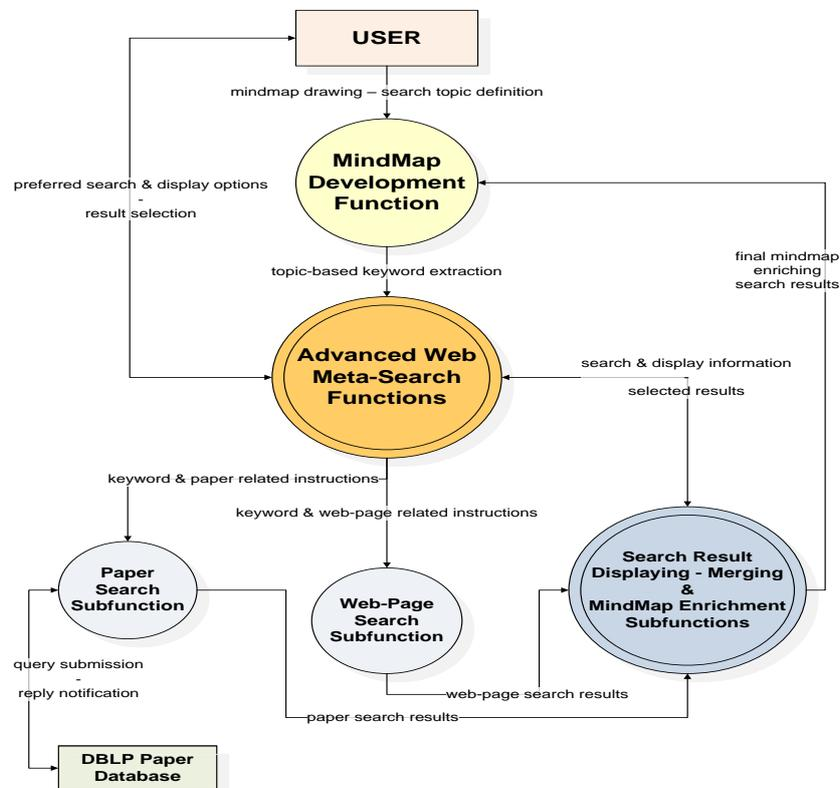 USER
mindmap drawing – search topic definition
MindMap
Development
Function
preferred search & display options
-
result selection
final mindmap
enriching
search results
topic-based keyword extraction
Advanced Web
Meta-Search
Functions
search & display information
selected results
keyword & paper related instructions
keyword & web-page related instructions
Paper
Search
Subfunction
Web-Page
Search
Subfunction
Search Result
Displaying - Merging
&
MindMap Enrichment
Subfunctions
query submission
-
reply notification
web-page search results
paper search results
DBLP Paper
Database